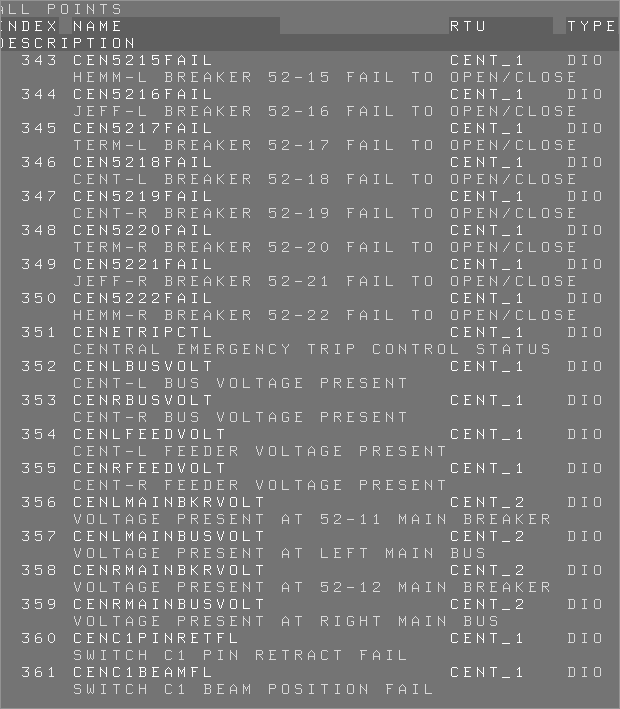 ALL POINTS
INDEX NAME RTU TYPE
DESCRIPTION
343 CEN5215FAIL CENT_1 DIO
HEMM-L BREAKER 52-15 FAIL TO OPEN/CLOSE
344 CEN5216FAIL CENT_1 DIO
JEFF-L BREAKER 52-16 FAIL TO OPEN/CLOSE
345 CEN5217FAIL CENT_1 DIO
TERM-L BREAKER 52-17 FAIL TO OPEN/CLOSE
346 CEN5218FAIL CENT_1 DIO
CENT-L BREAKER 52-18 FAIL TO OPEN/CLOSE
347 CEN5219FAIL CENT_1 DIO
CENT-R BREAKER 52-19 FAIL TO OPEN/CLOSE
348 CEN5220FAIL CENT_1 DIO
TERM-R BREAKER 52-20 FAIL TO OPEN/CLOSE
349 CEN5221FAIL CENT_1 DIO
JEFF-R BREAKER 52-21 FAIL TO OPEN/CLOSE
350 CEN5222FAIL CENT_1 DIO
HEMM-R BREAKER 52-22 FAIL TO OPEN/CLOSE
351 CENETRIPCTL CENT_1 DIO
CENTRAL EMERGENCY TRIP CONTROL STATUS
352 CENLBUSVOLT CENT_1 DIO
CENT-L BUS VOLTAGE PRESENT
353 CENRBUSVOLT CENT_1 DIO
CENT-R BUS VOLTAGE PRESENT
354 CENLFEEDVOLT CENT_1 DIO
CENT-L FEEDER VOLTAGE PRESENT
355 CENRFEEDVOLT CENT_1 DIO
CENT-R FEEDER VOLTAGE PRESENT
356 CENLMAINBKRVOLT CENT_2 DIO
VOLTAGE PRESENT AT 52-11 MAIN BREAKER
357 CENLMAINBUSVOLT CENT_2 DIO
VOLTAGE PRESENT AT LEFT MAIN BUS
358 CENRMAINBKRVOLT CENT_2 DIO
VOLTAGE PRESENT AT 52-12 MAIN BREAKER
359 CENRMAINBUSVOLT CENT_2 DIO
VOLTAGE PRESENT AT RIGHT MAIN BUS
360 CENC1PINRETFL CENT_1 DIO
SWITCH C1 PIN RETRACT FAIL
361 CENC1BEAMFL CENT_1 DIO
SWITCH C1 BEAM POSITION FAIL